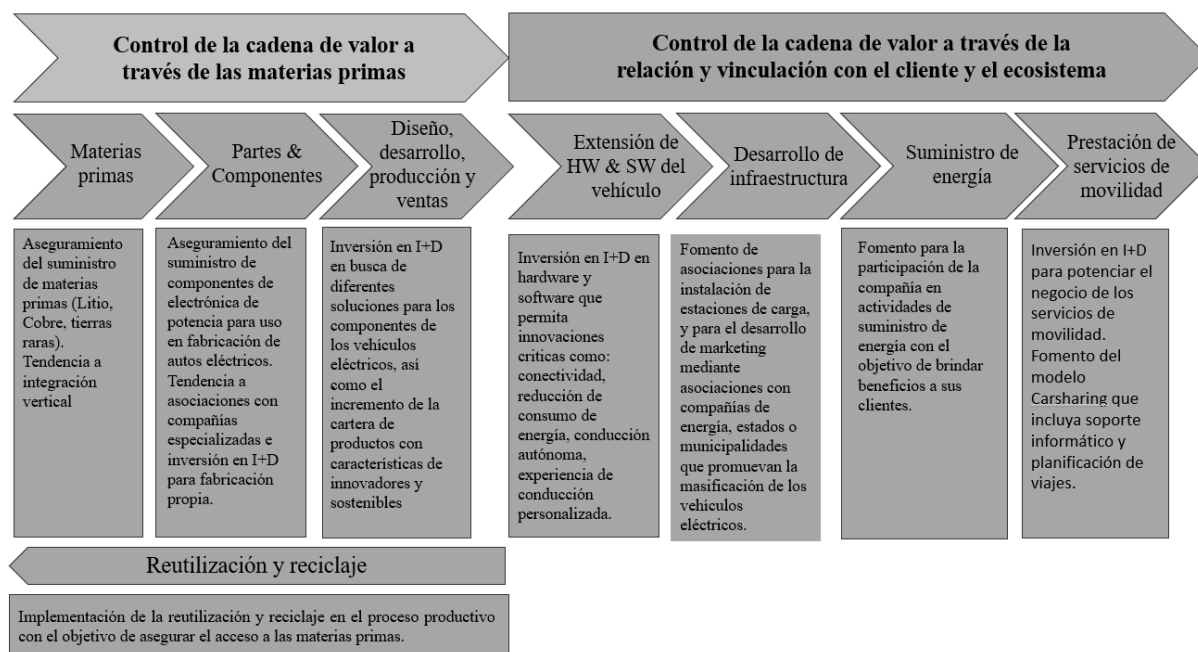 Control de la cadena de valor a
través de las materias primas
Control de la cadena de valor a través de la
relación y vinculación con el cliente y el ecosistema
Materias
primas
Partes &
Componentes
Diseño,
desarrollo,
producción y
ventas
Extensión de
HW & SW del
vehículo
Desarrollo de
infraestructura
Suministro de
energía
Prestación de
servicios de
movilidad
Aseguramiento
del suministro
de materias
primas (Litio,
Cobre, tierras
raras).
Tendencia a
integración
vertical
Aseguramiento del
suministro de
componentes de
electrónica de
potencia para uso
en fabricación de
autos eléctricos.
Tendencia a
asociaciones con
compañías
especializadas e
inversión en I+D
para fabricación
propia.
Inversión en I+D
en busca de
diferentes
soluciones para los
componentes de
los vehículos
eléctricos, así
como el
incremento de la
cartera de
productos con
características de
innovadores y
sostenibles
Inversión en I+D en
hardware y
software que
permita
innovaciones
criticas como:
conectividad,
reducción de
consumo de
energía, conducción
autónoma,
experiencia de
conducción
personalizada.
Fomento de
asociaciones para la
instalación de
estaciones de carga,
y para el desarrollo
de marketing
mediante
asociaciones con
compañías de
energía, estados o
municipalidades
que promuevan la
masificación de los
vehículos
eléctricos.
Fomento para la
participación de la
compañía en
actividades de
suministro de
energía con el
objetivo de brindar
beneficios a sus
clientes.
Inversión en I+D
para potenciar el
negocio de los
servicios de
movilidad.
Fomento del
modelo
Carsharing que
incluya soporte
informático y
planificación de
viajes.
Reutilización y reciclaje
Implementación de la reutilización y reciclaje en el proceso productivo
con el objetivo de asegurar el acceso a las materias primas.